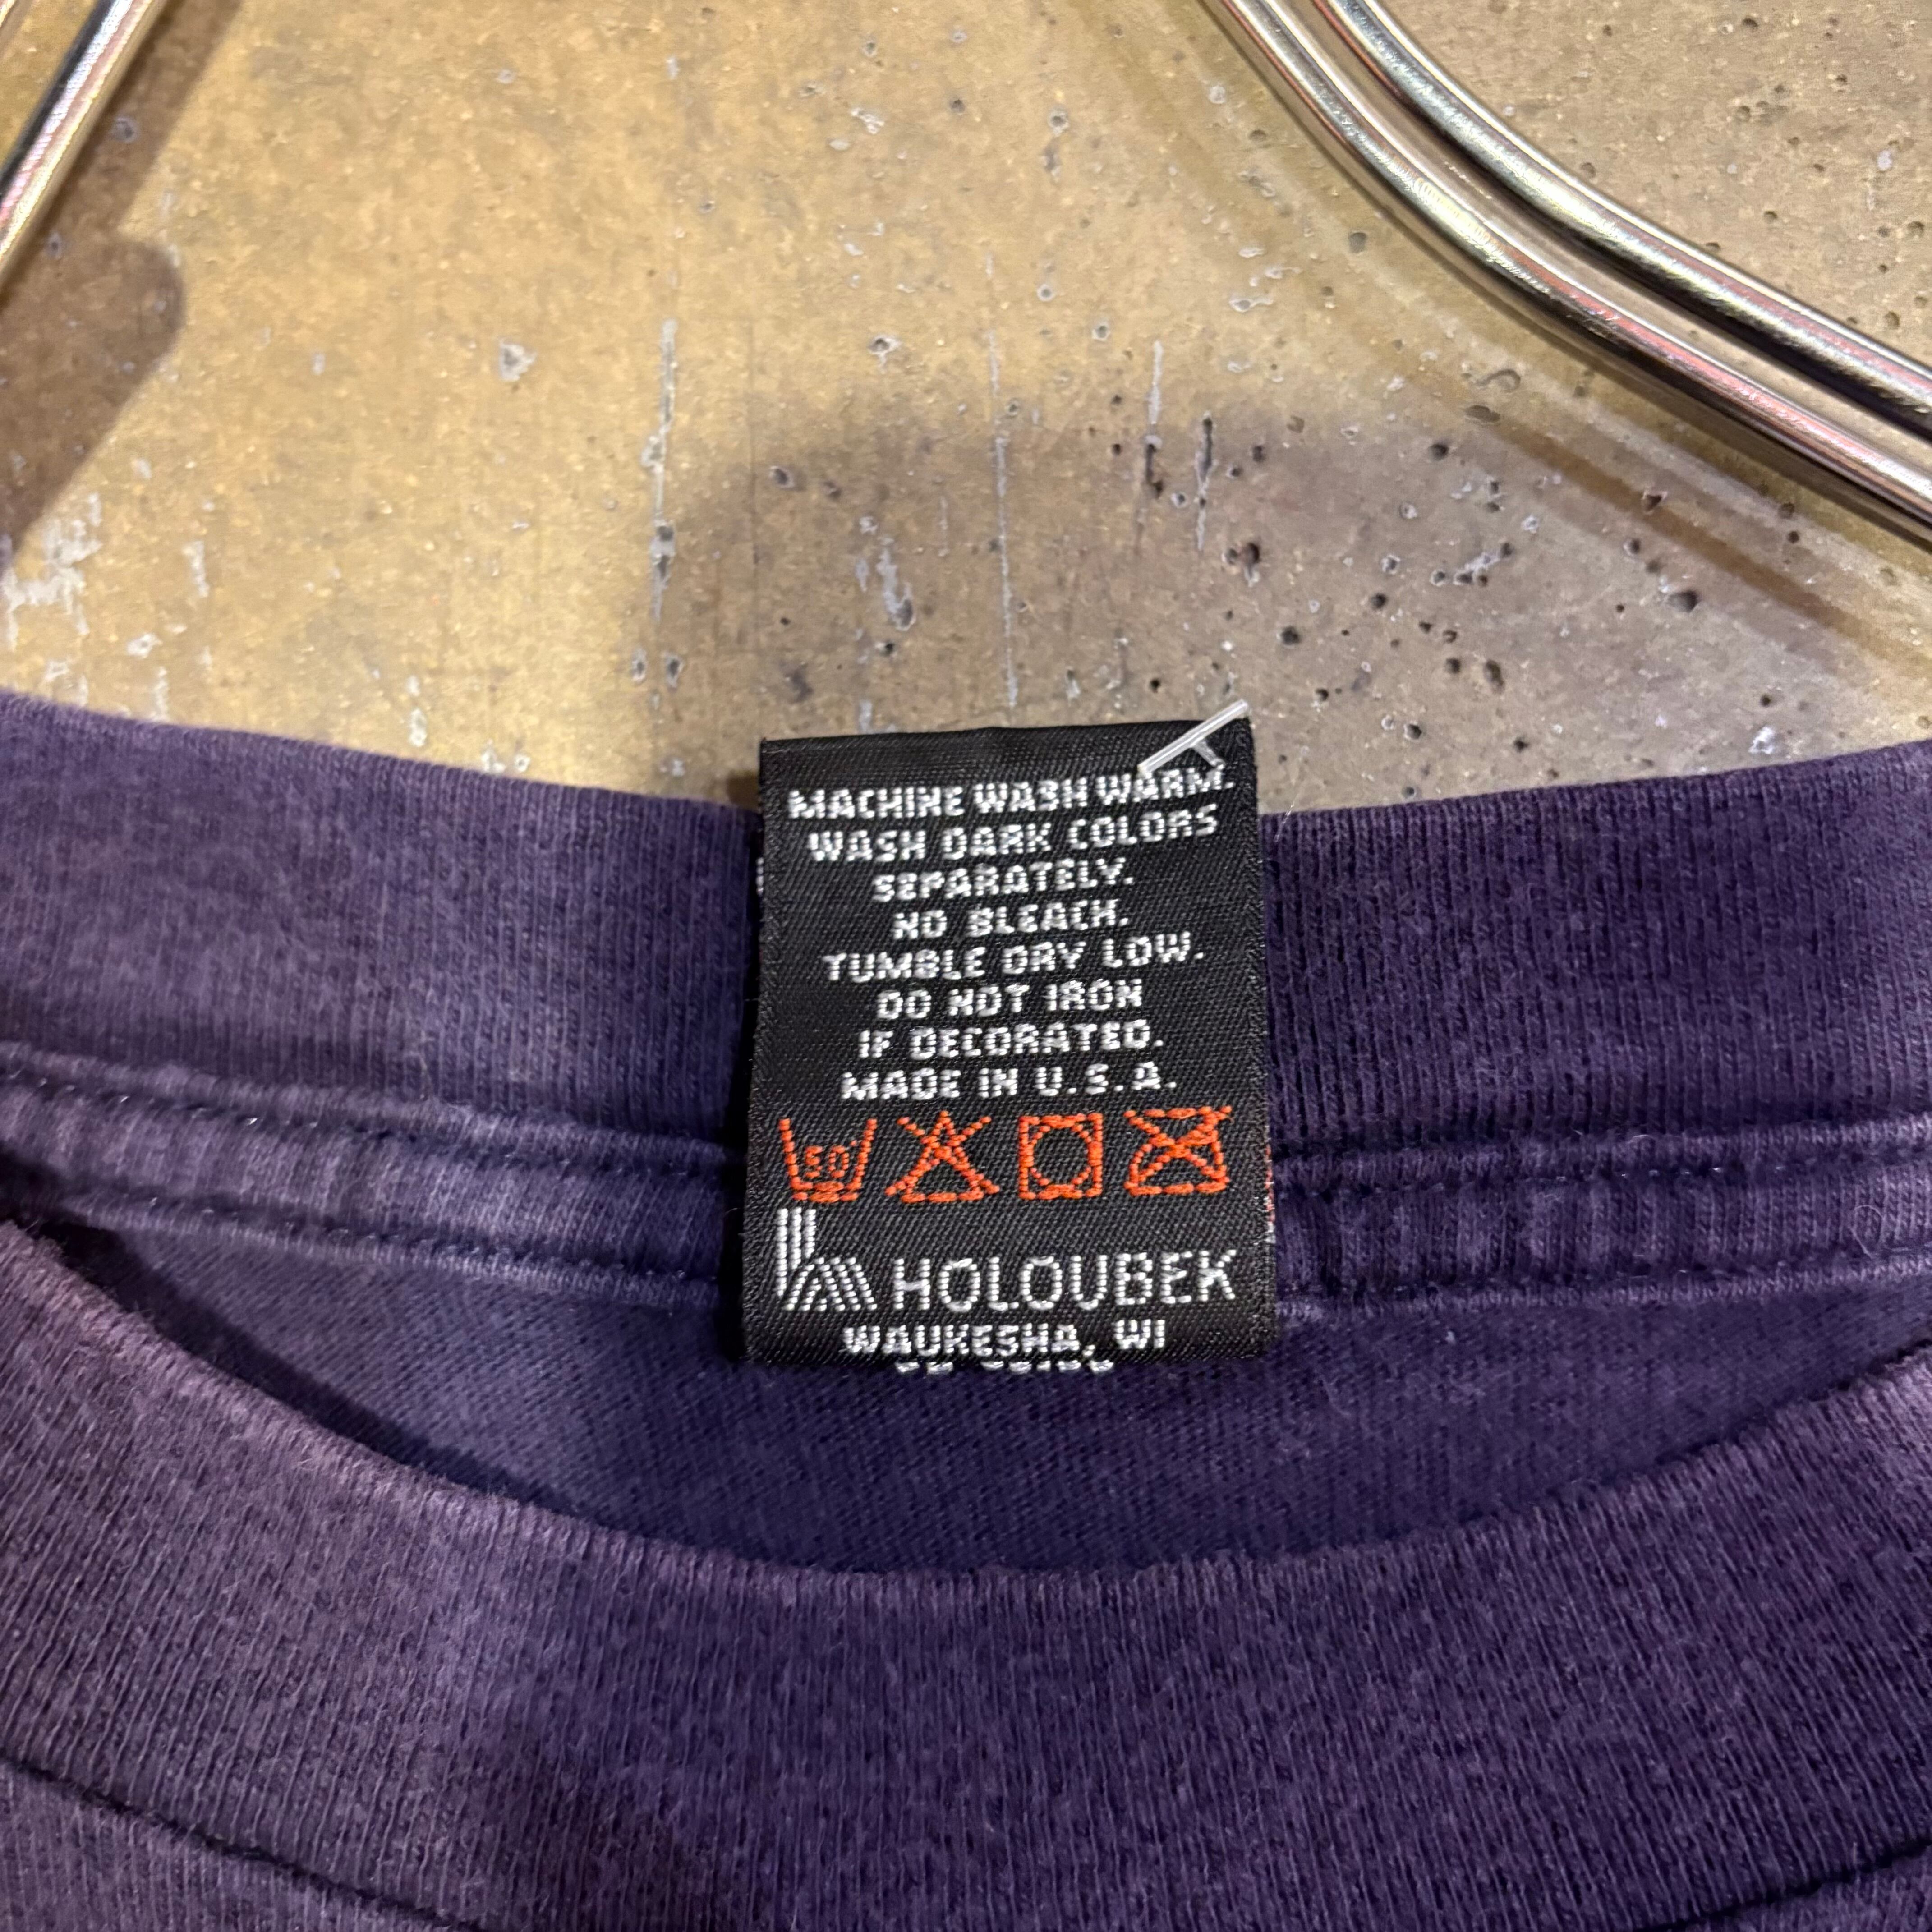 MACHINE WASH WARM.
WASH DARK COLORS
SEPARATELY.
NO BLEACH.
TUMBLE DRY LOW.
DO NOT IRON
IF DECORATED.
MADE IN U.S.A.
50
HOLOUBEK
WAUKESHA, WI